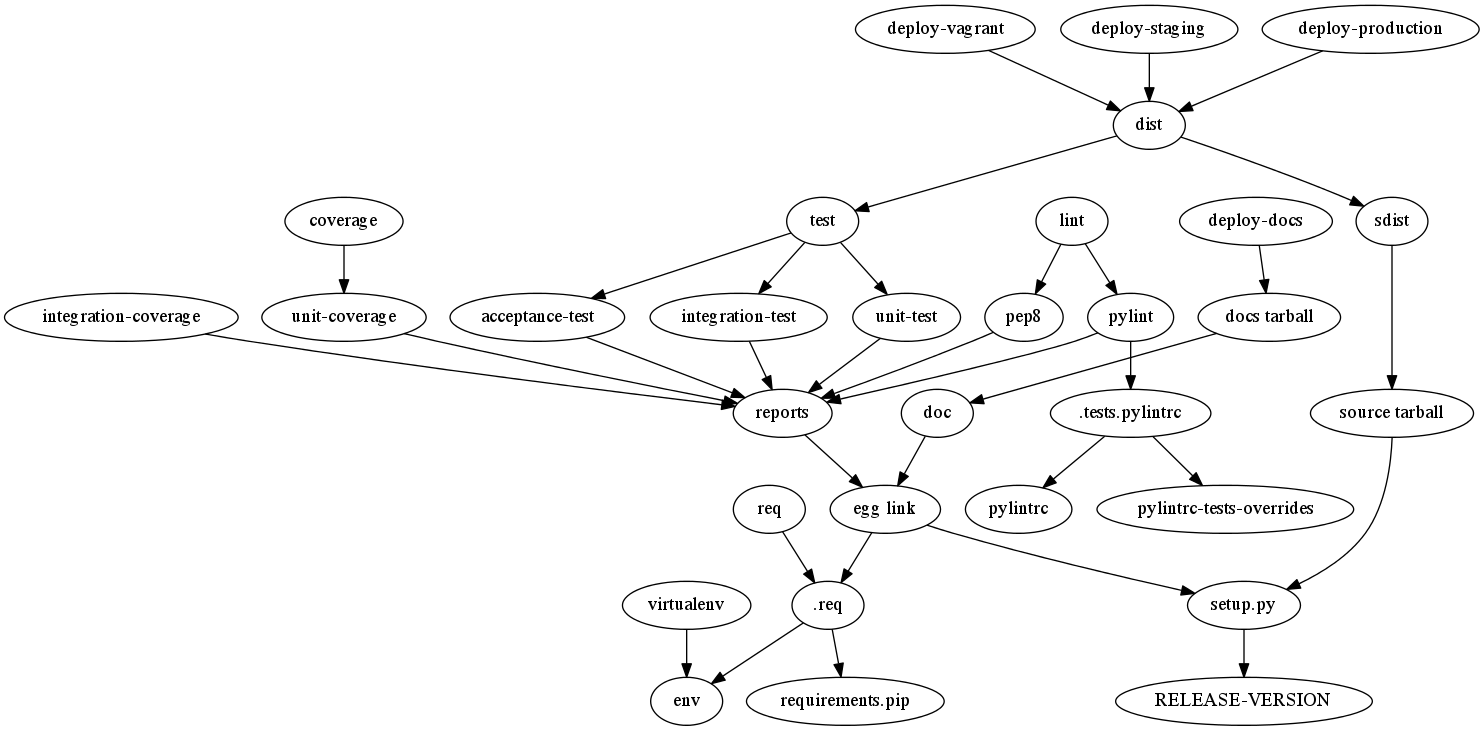 deploy-vagrant
deploy-staging
deploy-production
dist
coverage
test
lint
deploy-docs
sdist
integration-coverage
unit-coverage
acceptance-test
integration-test
unit-test
pep8
pylint
docs tarball
reports
doc
.tests.pylintrc
source tarball
req
egg link
pylintrc
pylintrc-tests-overrides
virtualenv
.req
setup.py
env
requirements.pip
RELEASE-VERSION